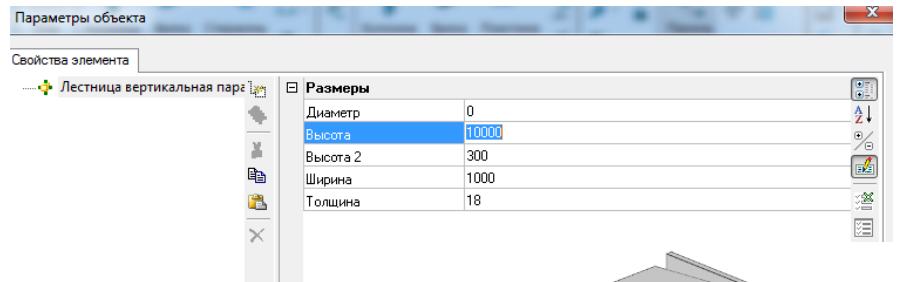 Параметры объекта
Свойства элемента
Лестница вертикальная пара
Размеры
Диаметр 0
Высота 10000
Высота 2 300
Ширина 1000
Толщина 18